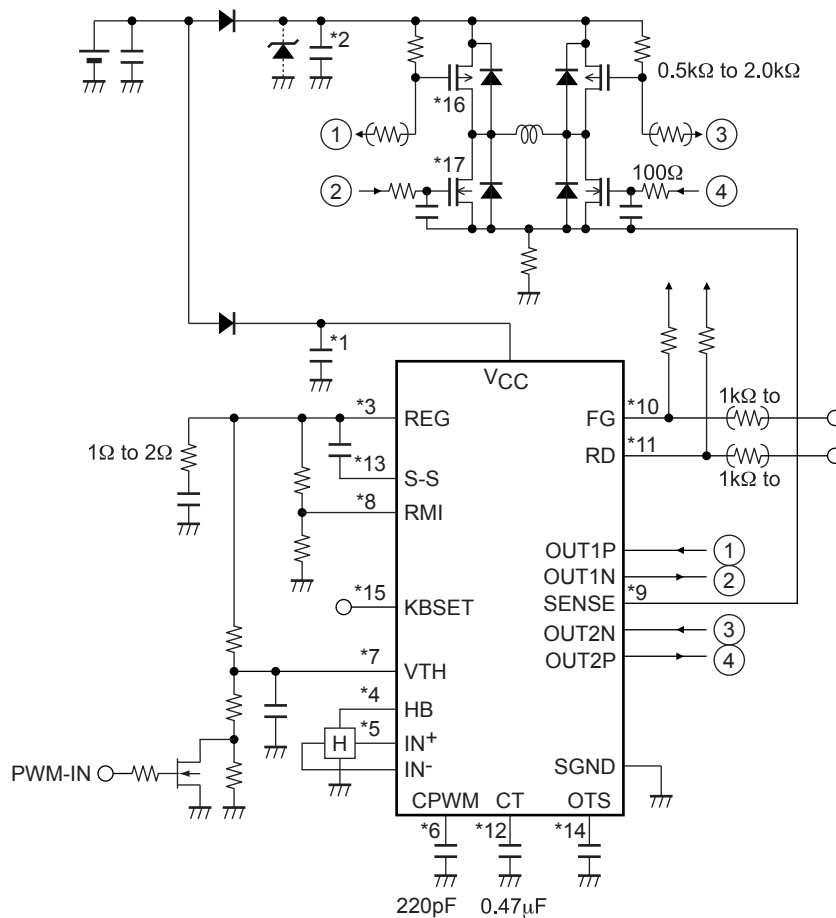 *2
0.5kΩ to 2.0kΩ
*16
1
3
*17
100Ω
2
4
*1
VCC
1kΩ to
*3 REG
FG *10
*11
1Ω to 2Ω
RD
*13
S-S
1kΩ to
*8
RMI
OUT1P 1
OUT1N 2
*15
KBSET
SENSE *9
OUT2N 3
*7
VTH
OUT2P 4
*4
HB
*5
H
IN+
IN-
PWM-IN
SGND
CPWM CT OTS
*6 *12 *14
220pF 0.47µF